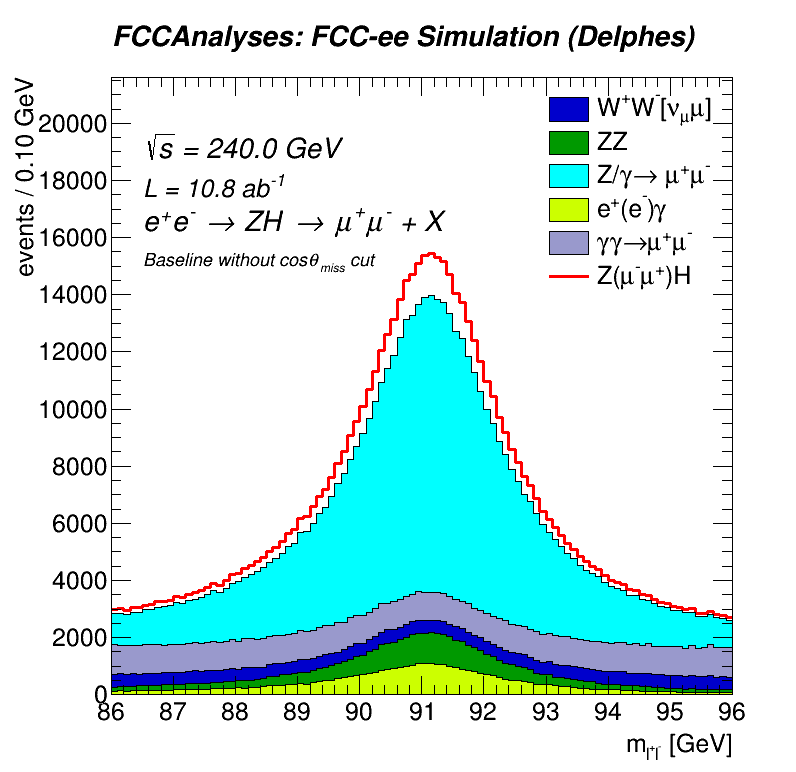 FCCAnalyses: FCC-ee Simulation (Delphes)
events / 0.10 GeV
20000
18000
16000
14000
12000
10000
8000
6000
4000
2000
0
√s = 240.0 GeV
L = 10.8 ab⁻¹
e⁺e⁻ → ZH → μ⁺μ⁻ + X
Baseline without cosθ_miss cut
W⁺W⁻[ν_μμ]
ZZ
Z/γ→ μ⁺μ⁻
e⁺(e⁻)γ
γγ→μ⁺μ⁻
Z(μ⁻μ⁺)H
86 87 88 89 90 91 92 93 94 95 96
m_l⁺l⁻ [GeV]